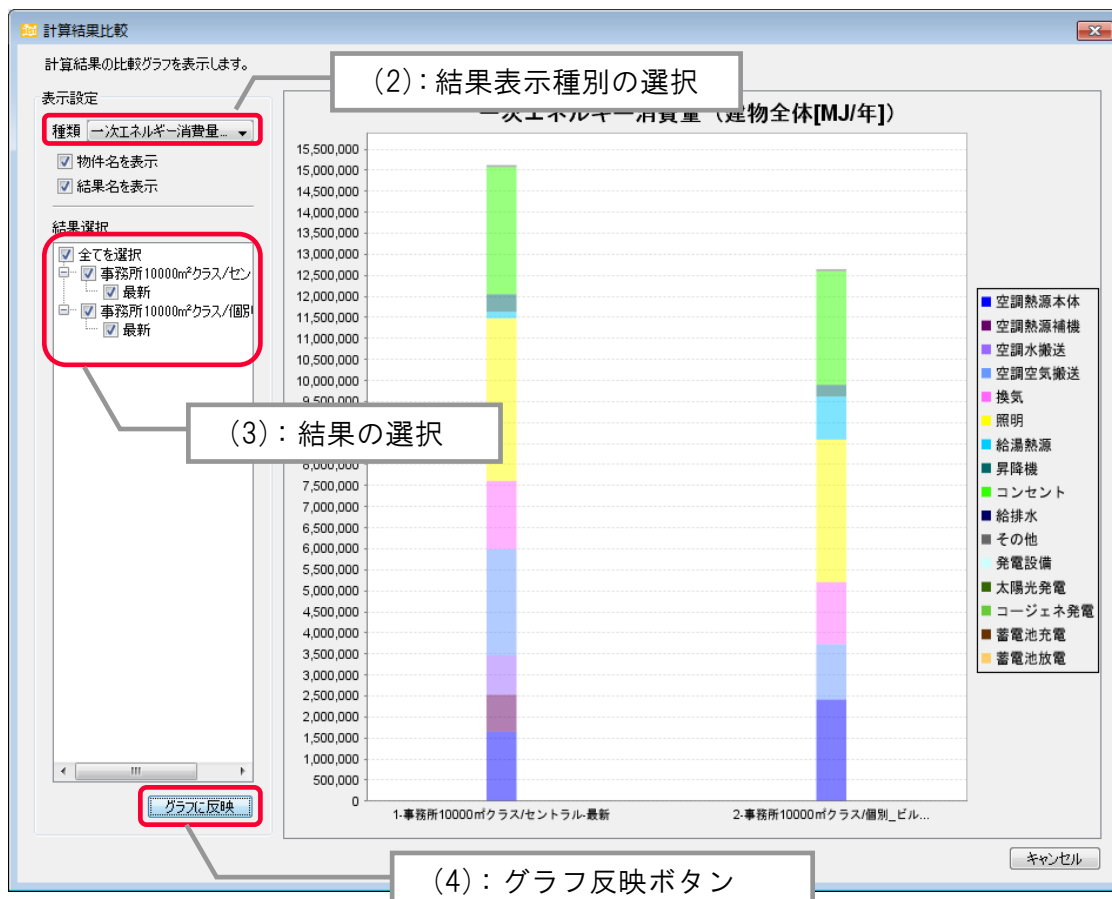 計算結果比較
計算結果の比較グラフを表示します。
(2)：結果表示種別の選択
表示設定
種類 一次エネルギー消費量...
物件名を表示
結果名を表示
結果選択
全てを選択
事務所10000㎡クラス/セン
最新
事務所10000㎡クラス/個別
最新
(3)：結果の選択
グラフに反映
(4)：グラフ反映ボタン
一次エネルギー消費量（建物全体[MJ/年]）
15,500,000
15,000,000
14,500,000
14,000,000
13,500,000
13,000,000
12,500,000
12,000,000
11,500,000
11,000,000
10,500,000
10,000,000
9,500,000
8,000,000
7,500,000
7,000,000
6,500,000
6,000,000
5,500,000
5,000,000
4,500,000
4,000,000
3,500,000
3,000,000
2,500,000
2,000,000
1,500,000
1,000,000
500,000
0
1-事務所10000㎡クラス/セントラル-最新
2-事務所10000㎡クラス/個別_ビル...
空調熱源本体
空調熱源補機
空調水搬送
空調空気搬送
換気
照明
給湯熱源
昇降機
コンセント
給排水
その他
発電設備
太陽光発電
コージェネ発電
蓄電池充電
蓄電池放電
キャンセル